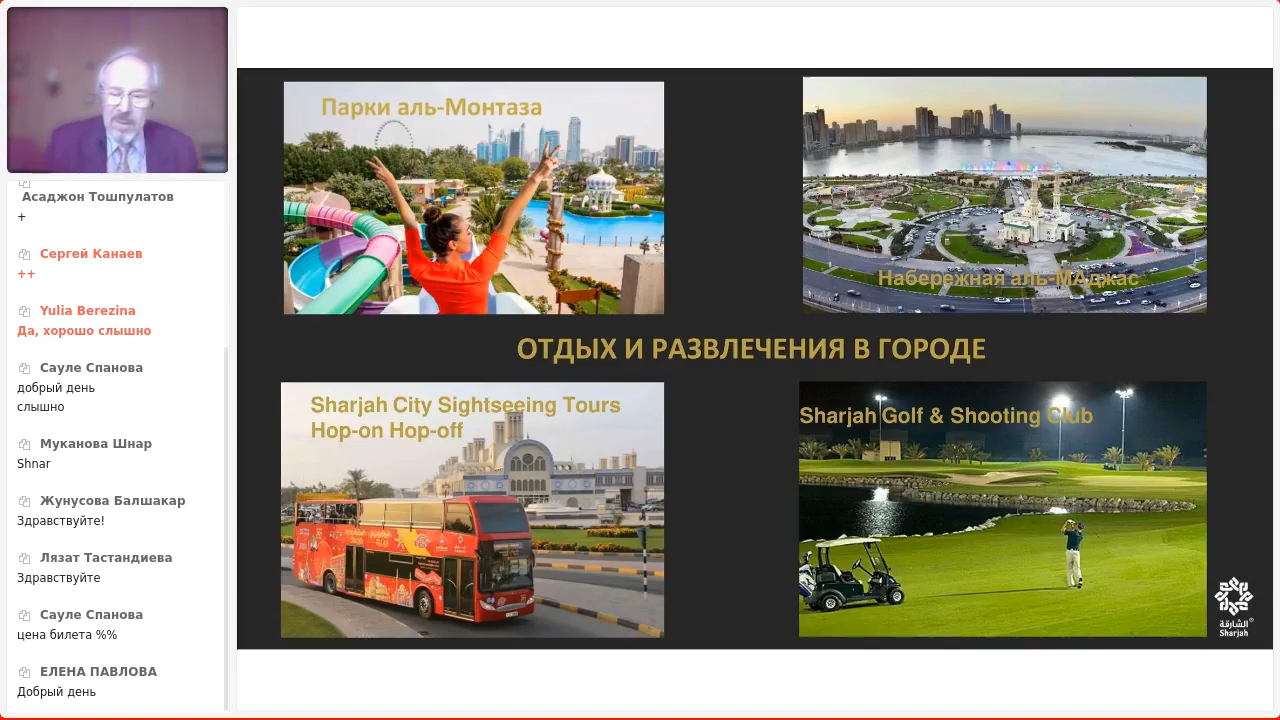 Асаджон Тошпулатов
+
Сергей Канаев
++
Yulia Berezina
Да, хорошо слышно
Сауле Спанова
добрый день
слышно
Муканова Шнар
Shnar
Жунусова Балшакар
Здравствуйте!
Лязат Тастандиева
Здравствуйте
Сауле Спанова
цена билета %%
ЕЛЕНА ПАВЛОВА
Добрый день
Парки аль-Монтаза
Набережная аль-МАджас
ОТДЫХ И РАЗВЛЕЧЕНИЯ В ГОРОДЕ
Sharjah City Sightseeing Tours
Hop-on Hop-off
Sharjah Golf & Shooting Club
الشارقة
Sharjah